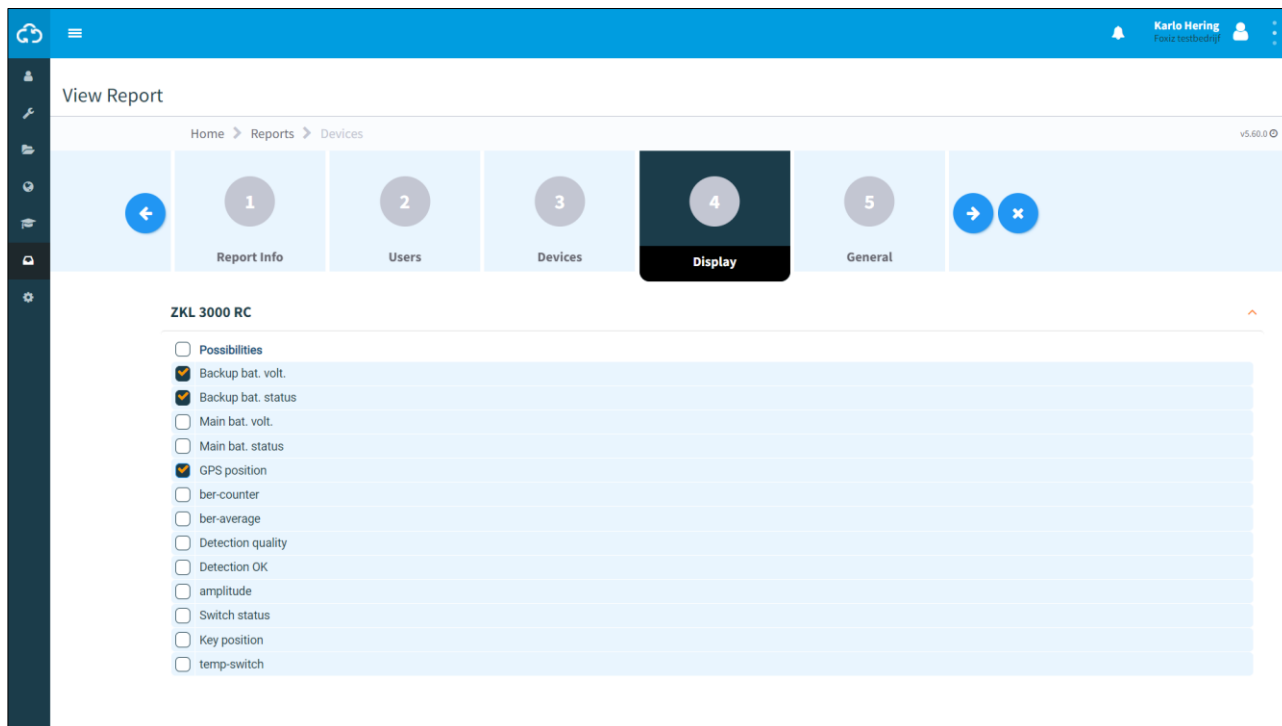 Karlo Hering
Foxiz testbedrijf
View Report
Home Reports Devices
v5.60.0
1
Report Info
2
Users
3
Devices
4
Display
5
General
ZKL 3000 RC
Possibilities
Backup bat. volt.
Backup bat. status
Main bat. volt.
Main bat. status
GPS position
ber-counter
ber-average
Detection quality
Detection OK
amplitude
Switch status
Key position
temp-switch